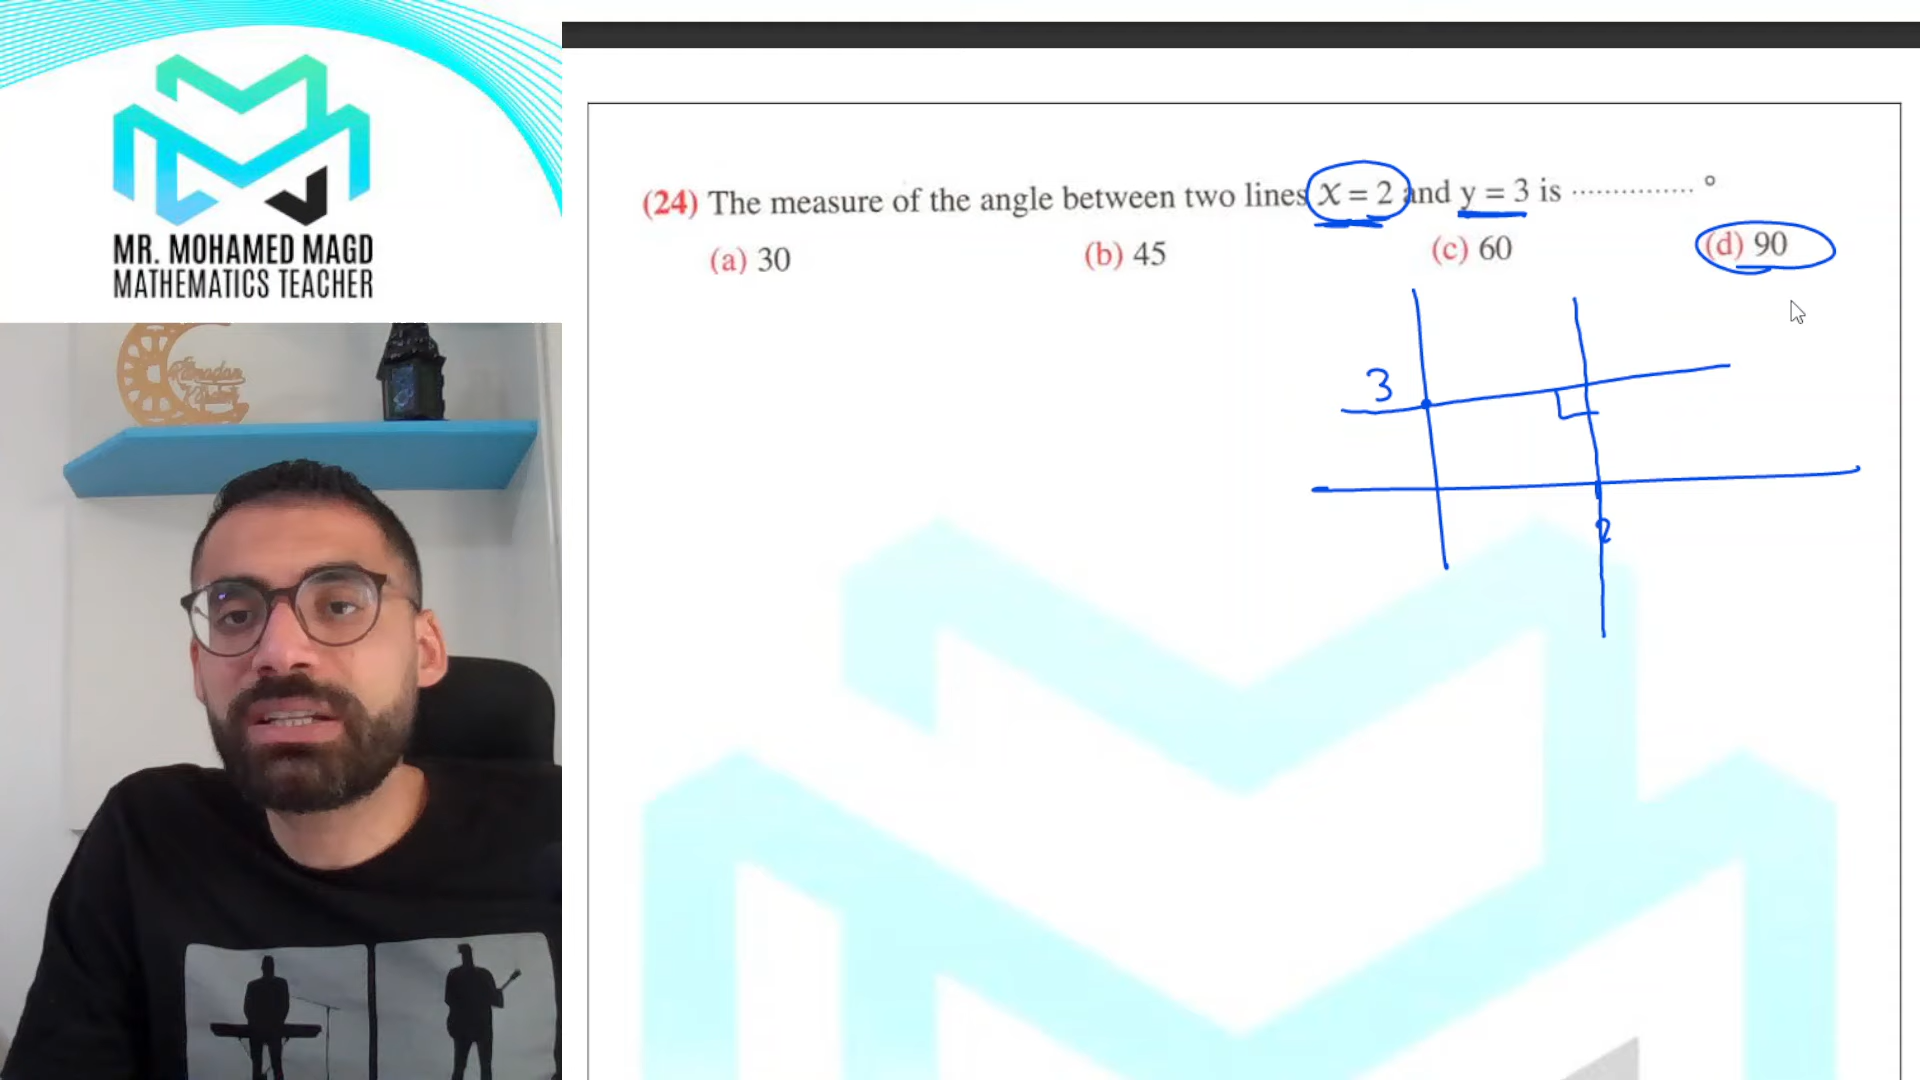 MR. MOHAMED MAGD
MATHEMATICS TEACHER
Ramadan
(24) The measure of the angle between two lines x = 2 and y = 3 is ............... °
(a) 30 (b) 45 (c) 60 (d) 90
3
2